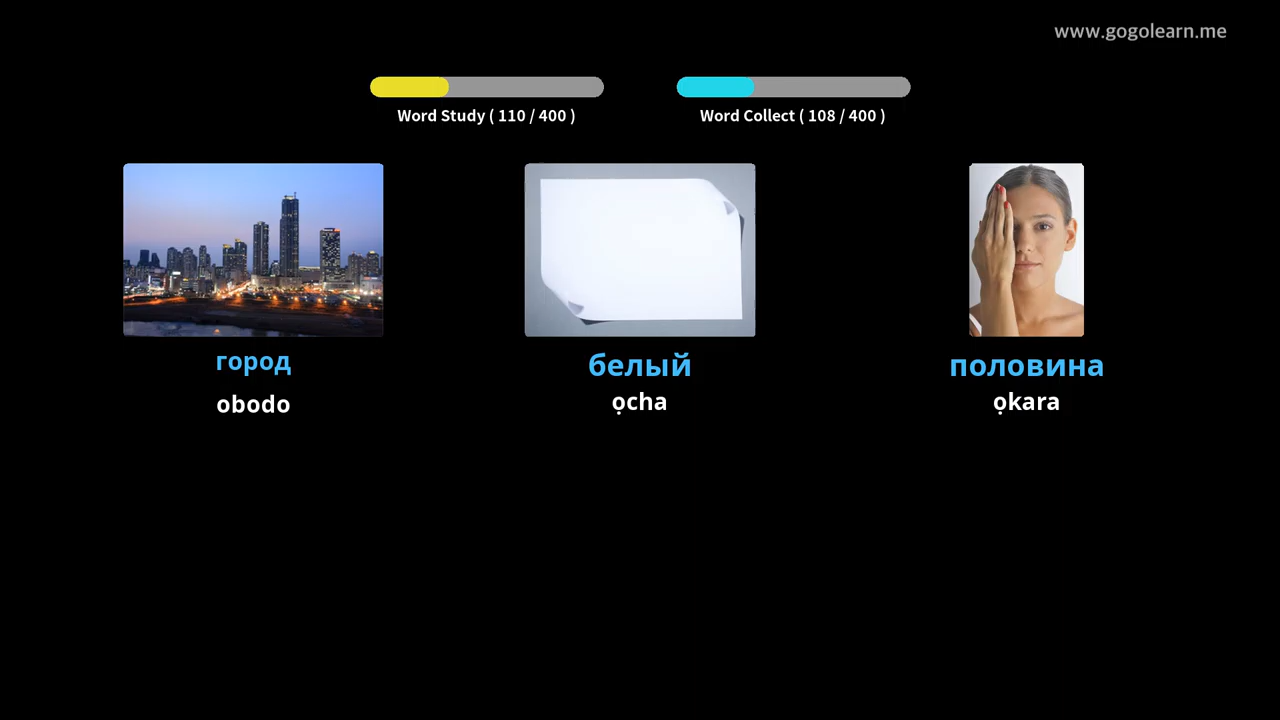 www.gogolearn.me
Word Study ( 110 / 400 )
Word Collect ( 108 / 400 )
город
obodo
белый
ọcha
половина
ọkara